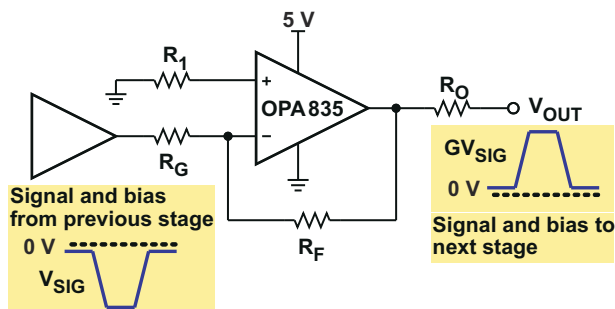 5 V
R1
+
OPA835
−
RO
VOUT
RG
GVSIG
0 V
Signal and bias
from previous stage
0 V
VSIG
RF
Signal and bias to
next stage